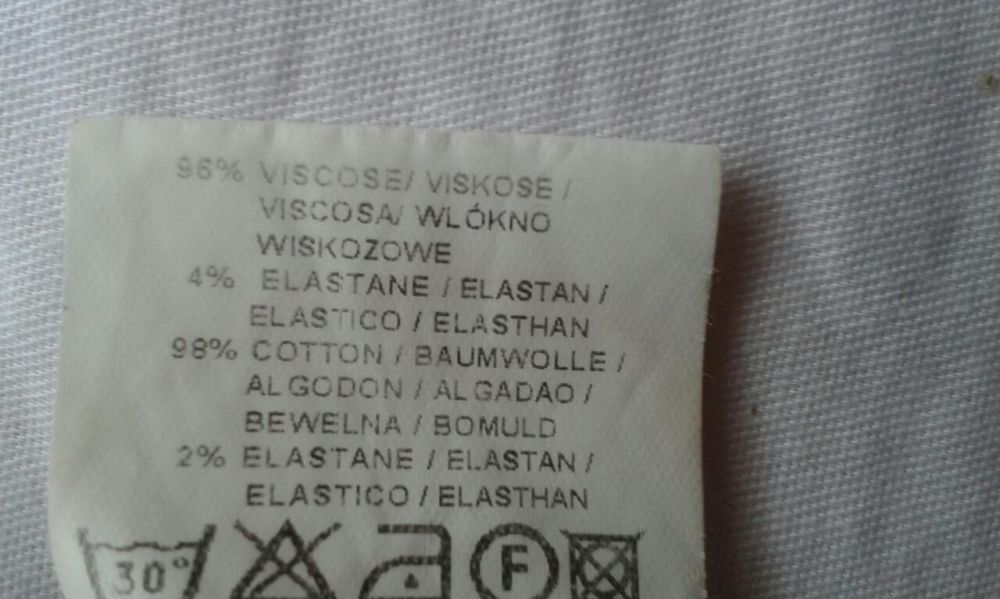 96% VISCOSE/ VISKOSE /
VISCOSA/ WLÓKNO
WISKOZOWE
4% ELASTANE / ELASTAN /
ELASTICO / ELASTHAN
98% COTTON / BAUMWOLLE /
ALGODON / ALGADAO /
BEWELNA / BOMULD
2% ELASTANE / ELASTAN /
ELASTICO / ELASTHAN
30° F